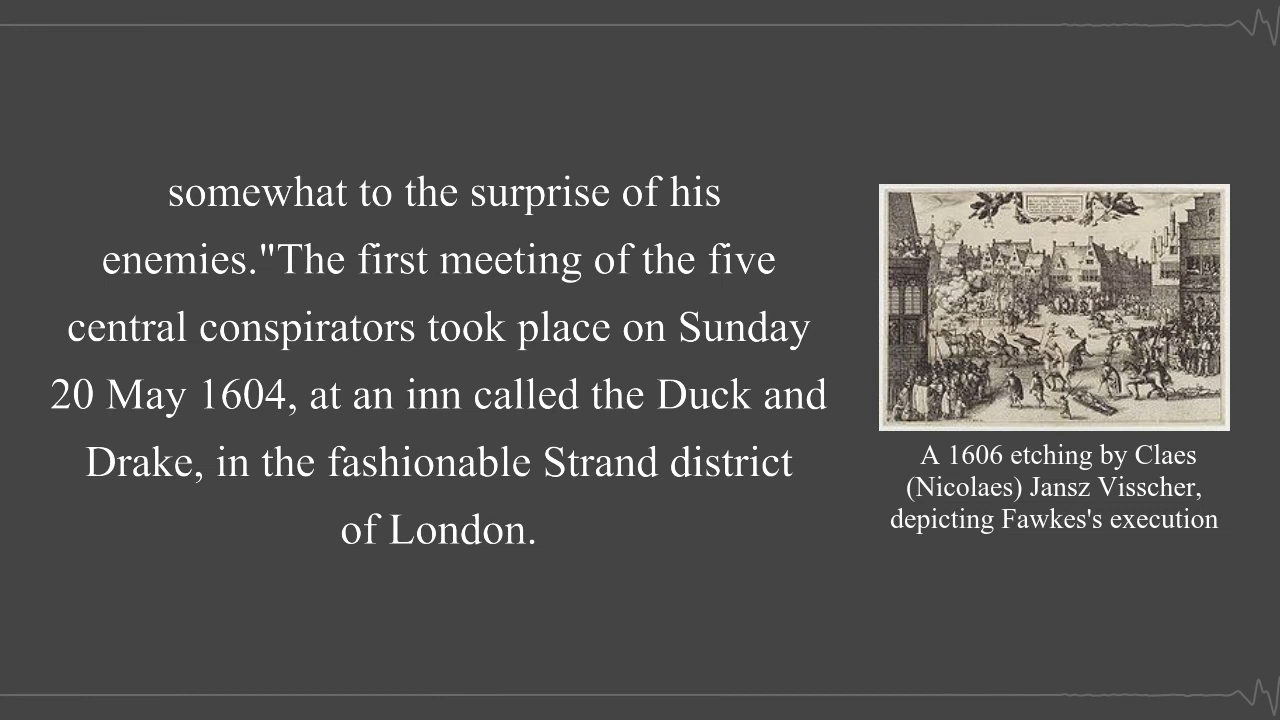 somewhat to the surprise of his
enemies."The first meeting of the five
central conspirators took place on Sunday
20 May 1604, at an inn called the Duck and
Drake, in the fashionable Strand district
of London.
A 1606 etching by Claes
(Nicolaes) Jansz Visscher,
depicting Fawkes's execution